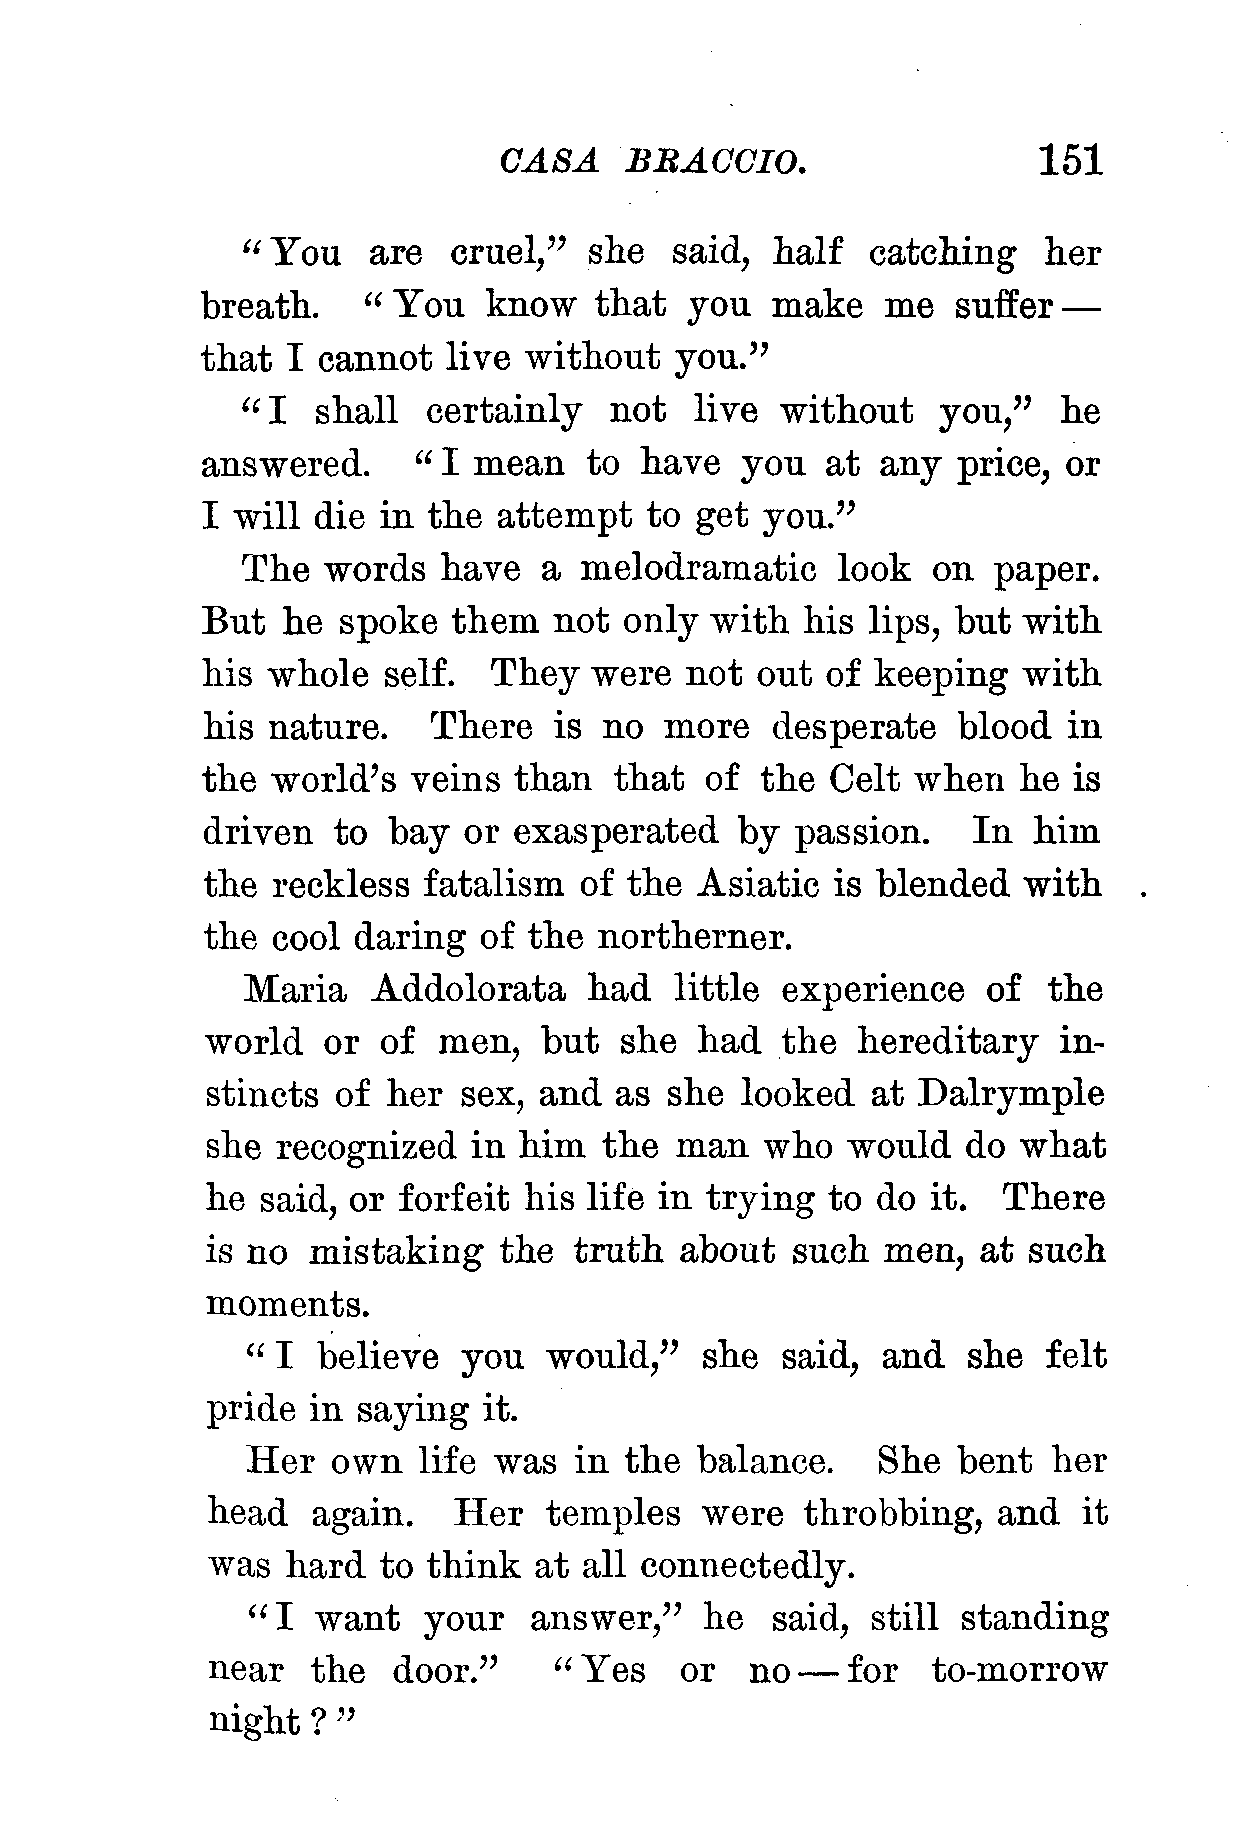 CASA BRACCIO. 151
"You are cruel," she said, half catching her
breath. "You know that you make me suffer —
that I cannot live without you."
"I shall certainly not live without you," he
answered. "I mean to have you at any price, or
I will die in the attempt to get you."
The words have a melodramatic look on paper.
But he spoke them not only with his lips, but with
his whole self. They were not out of keeping with
his nature. There is no more desperate blood in
the world's veins than that of the Celt when he is
driven to bay or exasperated by passion. In him
the reckless fatalism of the Asiatic is blended with
the cool daring of the northerner.
Maria Addolorata had little experience of the
world or of men, but she had the hereditary in-
stincts of her sex, and as she looked at Dalrymple
she recognized in him the man who would do what
he said, or forfeit his life in trying to do it. There
is no mistaking the truth about such men, at such
moments.
"I believe you would," she said, and she felt
pride in saying it.
Her own life was in the balance. She bent her
head again. Her temples were throbbing, and it
was hard to think at all connectedly.
"I want your answer," he said, still standing
near the door." "Yes or no — for to-morrow
night?"